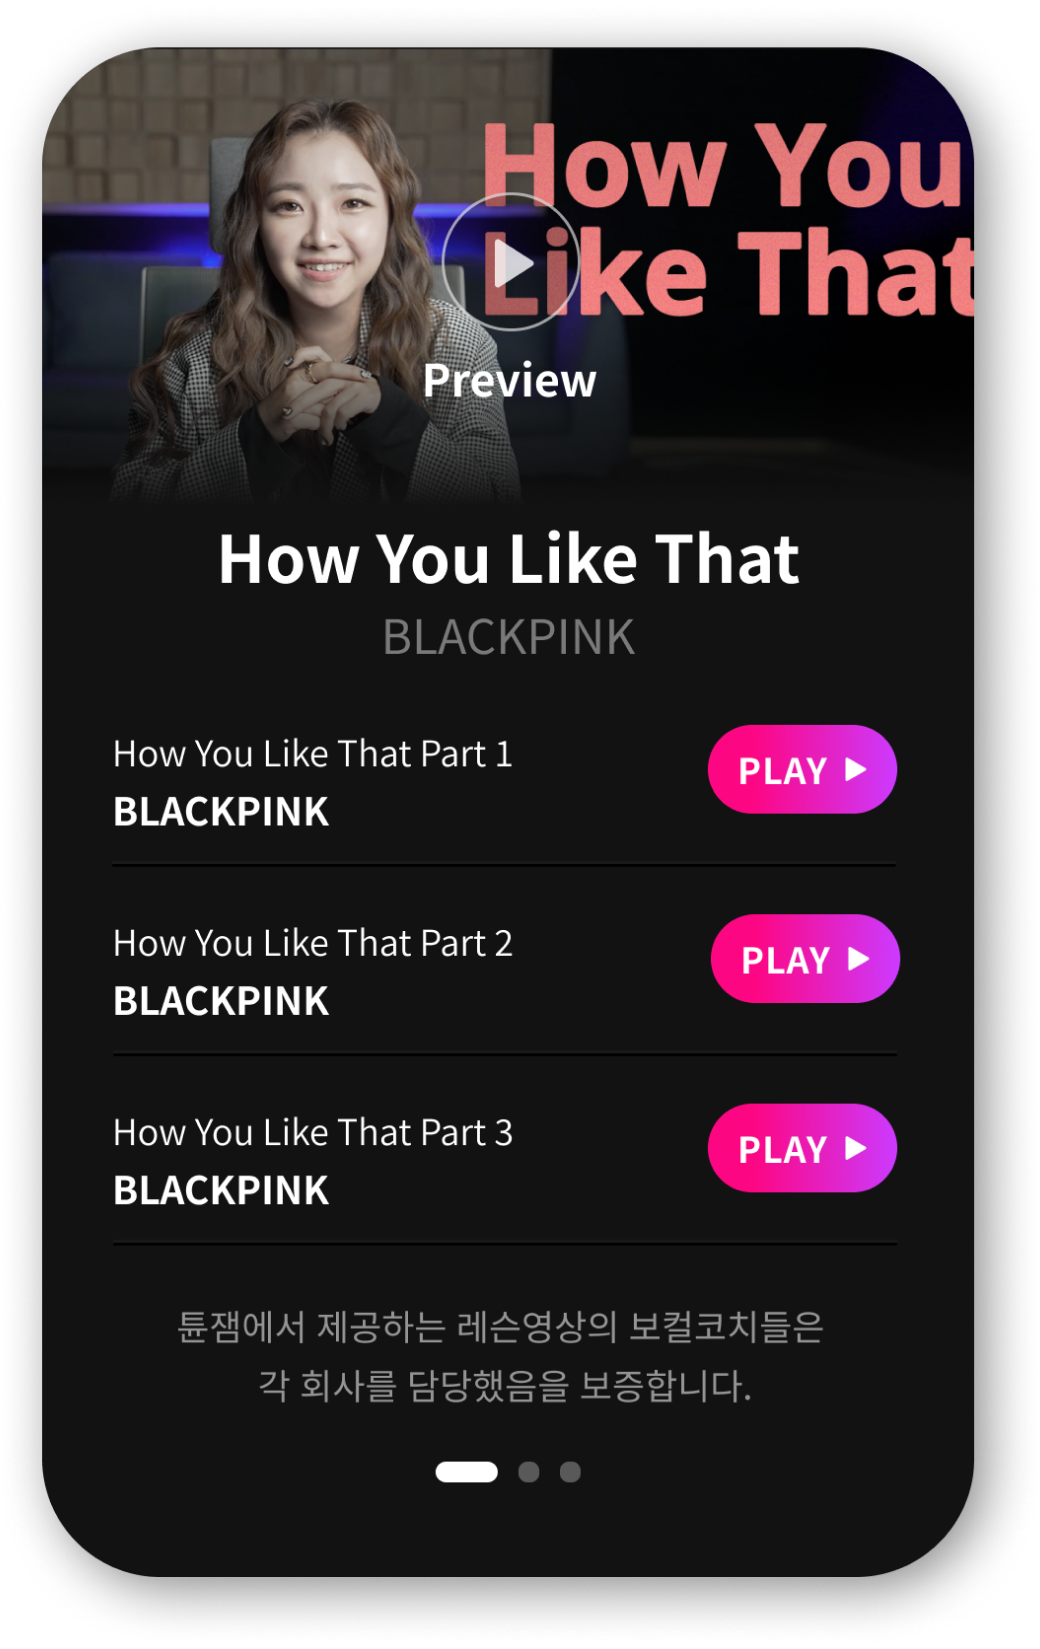 How You
Like That
Preview
How You Like That
BLACKPINK
How You Like That Part 1
BLACKPINK
PLAY
How You Like That Part 2
BLACKPINK
PLAY
How You Like That Part 3
BLACKPINK
PLAY
튠잼에서 제공하는 레슨영상의 보컬코치들은
각 회사를 담당했음을 보증합니다.